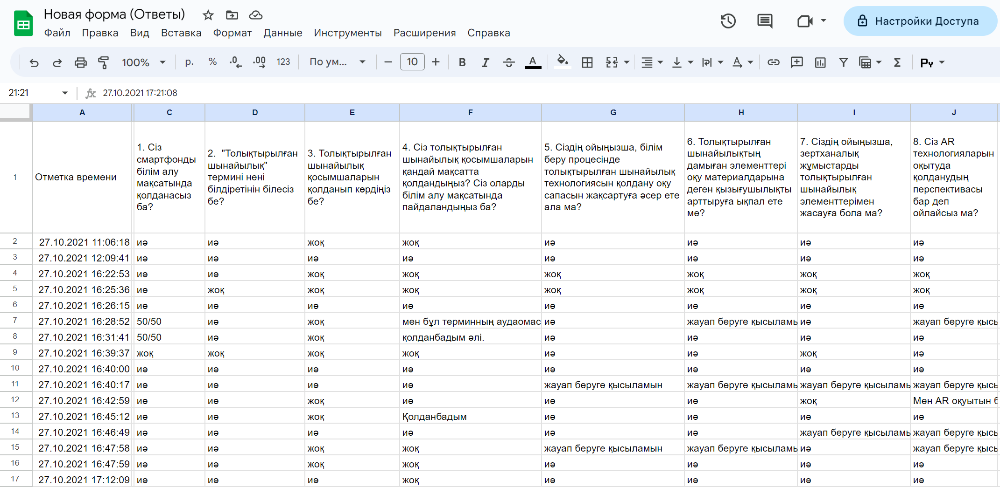 Новая форма (Ответы)
Файл Правка Вид Вставка Формат Данные Инструменты Расширения Справка
Настройки Доступа
100% р. % .0 .00 123 По ум... 10 B I A A Σ Ру
21:21 fx 27.10.2021 17:21:08
A C D E F G H I J
1 Отметка времени
1. Сіз
смартфонды
білім алу
мақсатында
қолданасыз
ба?
2. "Толықтырылған
шынайылық"
термині нені
білдіретінін білесіз
бе?
3. Толықтырылған
шынайылық
қосымшаларын
қолданып көрдіңіз
бе?
4. Сіз толықтырылған
шынайылық қосымшаларын
қандай мақсатта
қолдандыңыз? Сіз оларды
білім алу мақсатында
пайдаландыңыз ба?
5. Сіздің ойыңызша, білім
беру процесінде
толықтырылған шынайылық
технологиясын қолдану оқу
сапасын жақсартуға әсер ете
ала ма?
6. Толықтырылған
шынайылықтың
дамыған элементтері
оқу материалдарына
деген қызығушылықты
арттыруға ықпал ете
ме?
7. Сіздің ойыңызша,
зертханалық
жұмыстарды
толықтырылған
шынайылық
элементтерімен
жасауға бола ма?
8. Сіз AR
технологияларын
оқытуда
қолданудың
перспективасы
бар деп
ойлайсыз ма?
2 27.10.2021 11:06:18 иә иә жоқ жоқ иә иә иә иә
3 27.10.2021 12:09:41 иә иә иә иә иә иә иә иә
4 27.10.2021 16:22:53 иә иә жоқ жоқ жоқ жоқ жоқ жоқ
5 27.10.2021 16:25:36 иә жоқ жоқ жоқ жоқ жоқ жоқ жоқ
6 27.10.2021 16:26:15 иә иә иә иә иә иә иә иә
7 27.10.2021 16:28:52 50/50 иә жоқ мен бұл терминның аудаомас иә жауап беруге қысыламы иә жауап беруге қысы
8 27.10.2021 16:31:41 50/50 иә жоқ қолданбадым әлі. иә иә иә иә
9 27.10.2021 16:39:37 жоқ жоқ жоқ жоқ иә иә жоқ иә
10 27.10.2021 16:40:00 иә иә иә иә иә иә иә иә
11 27.10.2021 16:40:17 иә иә иә иә жауап беруге қысыламын жауап беруге қысыламы жауап беруге қысыламы жауап беруге қысы
12 27.10.2021 16:42:59 иә иә жоқ иә иә иә жоқ Мен AR оқуытын б
13 27.10.2021 16:45:12 иә иә жоқ Қолданбадым иә иә иә иә
14 27.10.2021 16:46:49 иә иә иә иә иә иә жауап беруге қысыламы жауап беруге қысы
15 27.10.2021 16:47:58 иә иә жоқ жоқ жауап беруге қысыламын жауап беруге қысыламы иә жауап беруге қысы
16 27.10.2021 16:47:59 иә иә жоқ жоқ иә иә иә иә
17 27.10.2021 17:12:09 иә иә иә жоқ иә иә иә иә